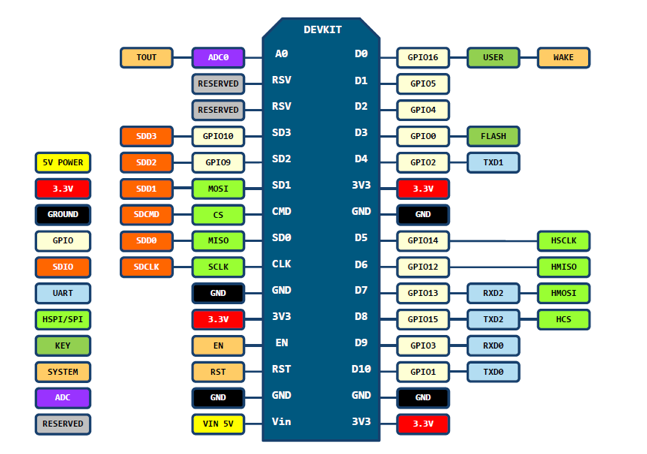 DEVKIT
TOUT ADC0 A0 D0 GPIO16 USER WAKE
RESERVED RSV D1 GPIO5
RESERVED RSV D2 GPIO4
SDD3 GPIO10 SD3 D3 GPIO0 FLASH
5V POWER SDD2 GPIO9 SD2 D4 GPIO2 TXD1
3.3V SDD1 MOSI SD1 3V3 3.3V
GROUND SDCMD CS CMD GND GND
GPIO SDD0 MISO SD0 D5 GPIO14 HSCLK
SDIO SDCLK SCLK CLK D6 GPIO12 HMISO
UART GND GND D7 GPIO13 RXD2 HMOSI
HSPI/SPI 3.3V 3V3 D8 GPIO15 TXD2 HCS
KEY EN EN D9 GPIO3 RXD0
SYSTEM RST RST D10 GPIO1 TXD0
ADC GND GND GND GND
RESERVED VIN 5V Vin 3V3 3.3V